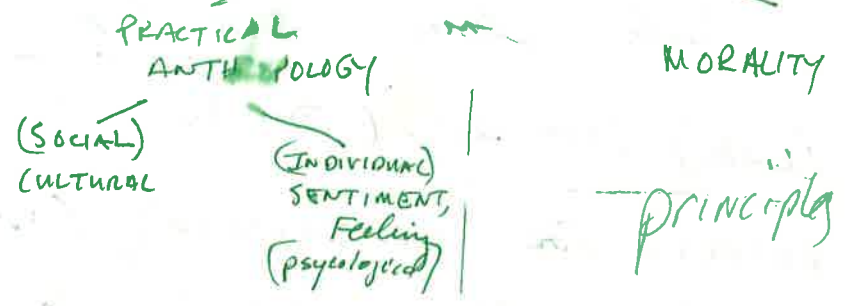 PRACTICAL
ANTHROPOLOGY
MORALITY
(SOCIAL)
CULTURAL
(INDIVIDUAL)
SENTIMENT,
Feeling
(psycological)
principles